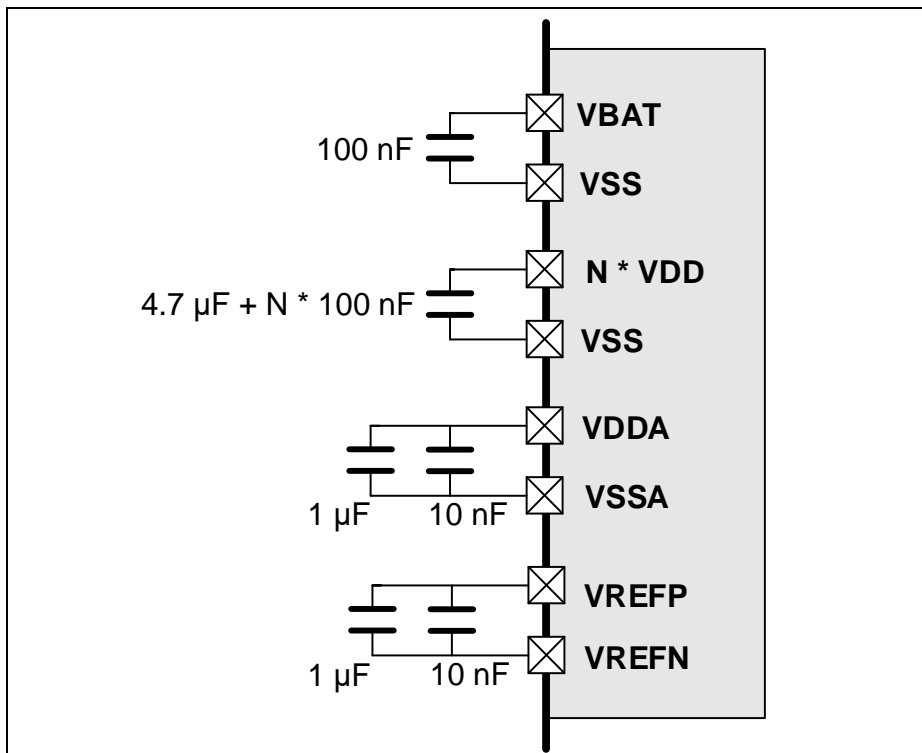 VBAT
100 nF
VSS
N * VDD
4.7 µF + N * 100 nF
VSS
VDDA
VSSA
1 µF 10 nF
VREFP
VREFN
1 µF 10 nF